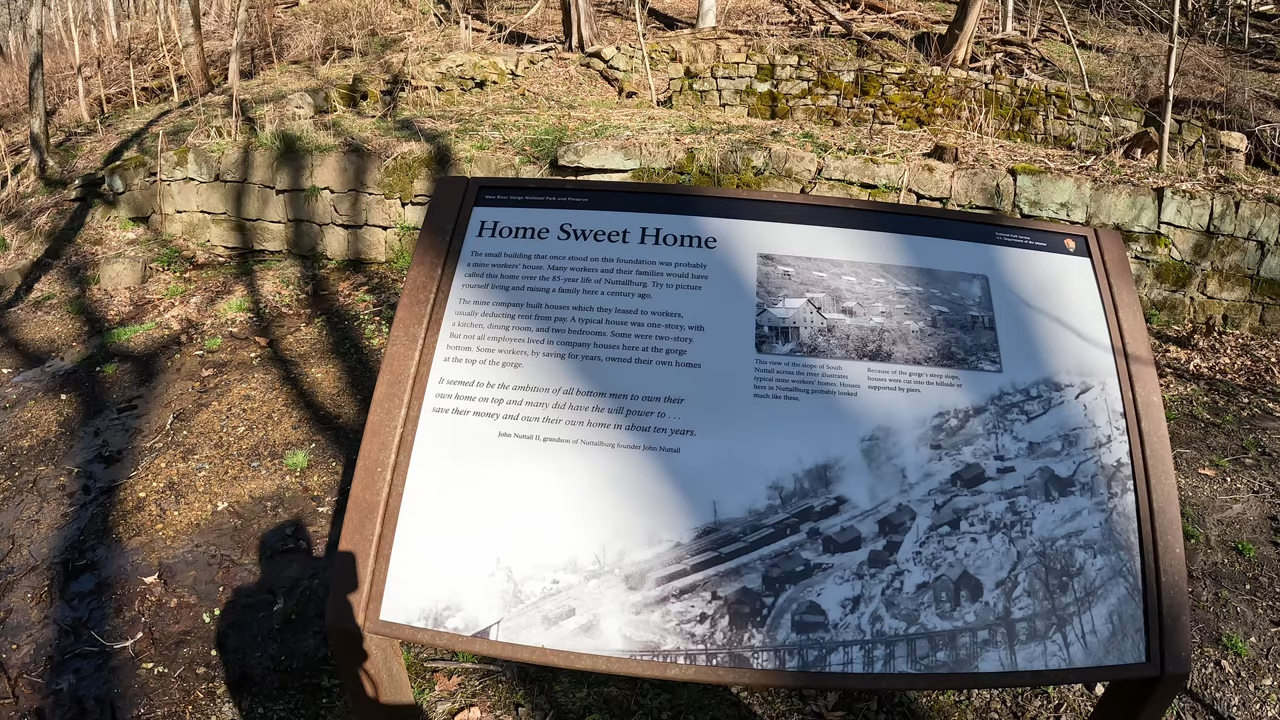 New River Gorge National Park and Preserve
National Park Service
U.S. Department of the Interior
Home Sweet Home
The small building that once stood on this foundation was probably
a mine workers' house. Many workers and their families would have
called this home over the 85-year life of Nuttallburg. Try to picture
yourself living and raising a family here a century ago.
The mine company built houses which they leased to workers,
usually deducting rent from pay. A typical house was one-story, with
a kitchen, dining room, and two bedrooms. Some were two-story.
But not all employees lived in company houses here at the gorge
bottom. Some workers, by saving for years, owned their own homes
at the top of the gorge.
It seemed to be the ambition of all bottom men to own their
own home on top and many did have the will power to . . .
save their money and own their own home in about ten years.
John Nuttall II, grandson of Nuttallburg founder John Nuttall
This view of the slope of South
Nuttall across the river illustrates
typical mine workers' homes. Houses
here in Nuttallburg probably looked
much like these.
Because of the gorge's steep slope,
houses were cut into the hillside or
supported by piers.